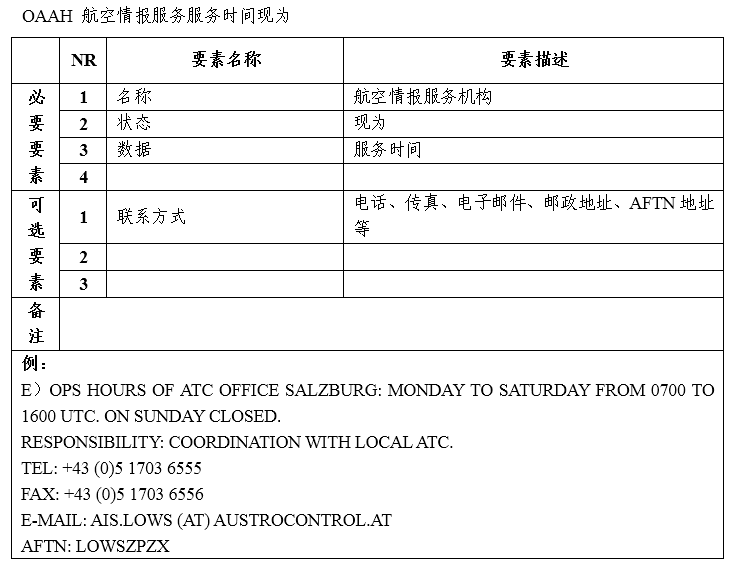 OAAH 航空情报服务服务时间现为
NR 要素名称 要素描述
必要要素
1 名称 航空情报服务机构
2 状态 现为
3 数据 服务时间
4
可选要素
1 联系方式 电话、传真、电子邮件、邮政地址、AFTN 地址
等
2
3
备注
例：
E）OPS HOURS OF ATC OFFICE SALZBURG: MONDAY TO SATURDAY FROM 0700 TO
1600 UTC. ON SUNDAY CLOSED.
RESPONSIBILITY: COORDINATION WITH LOCAL ATC.
TEL: +43 (0)5 1703 6555
FAX: +43 (0)5 1703 6556
E-MAIL: AIS.LOWS (AT) AUSTROCONTROL.AT
AFTN: LOWSZPZX